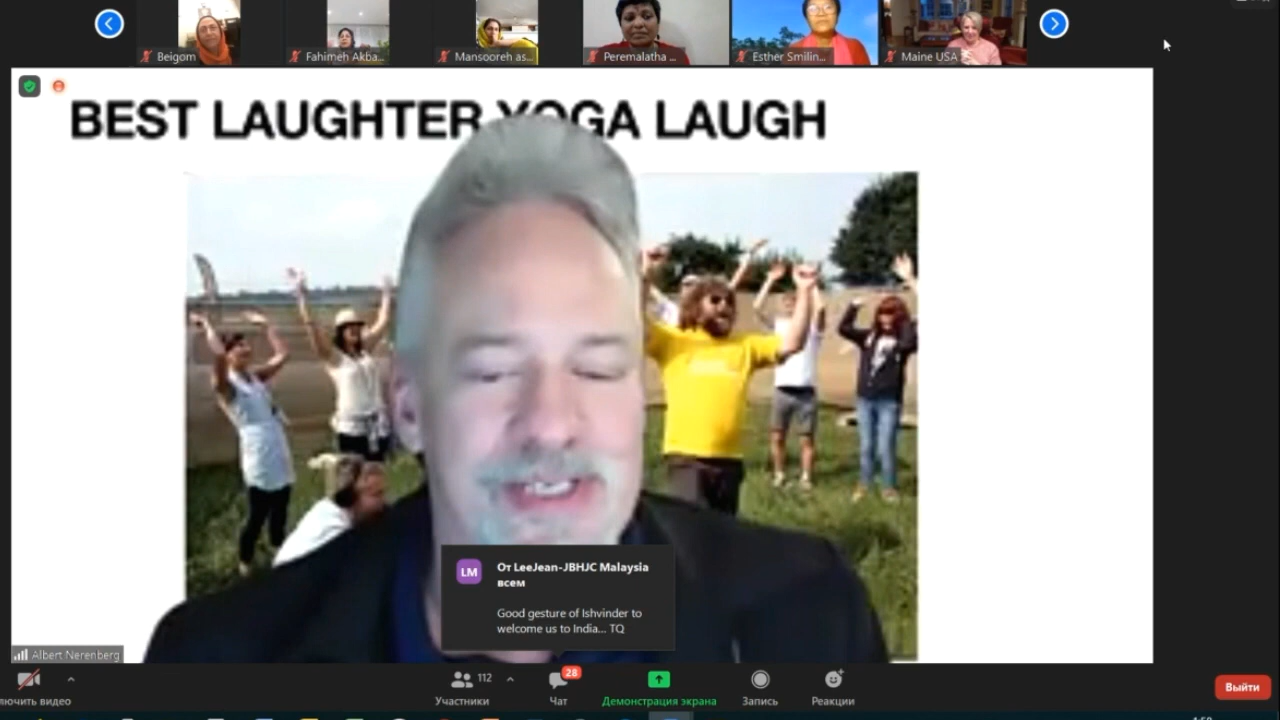 Beigom
Fahimeh Akba...
Mansooreh as...
Peremalatha ...
Esther Smilin...
Maine USA
BEST LAUGHTER YOGA LAUGH
LM
От LeeJean-JBHJC Malaysia
всем
Good gesture of Ishvinder to
welcome us to India... TQ
Albert Nerenberg
лючить видео
112
Участники
28
Чат
Демонстрация экрана
Запись
Реакции
Выйти